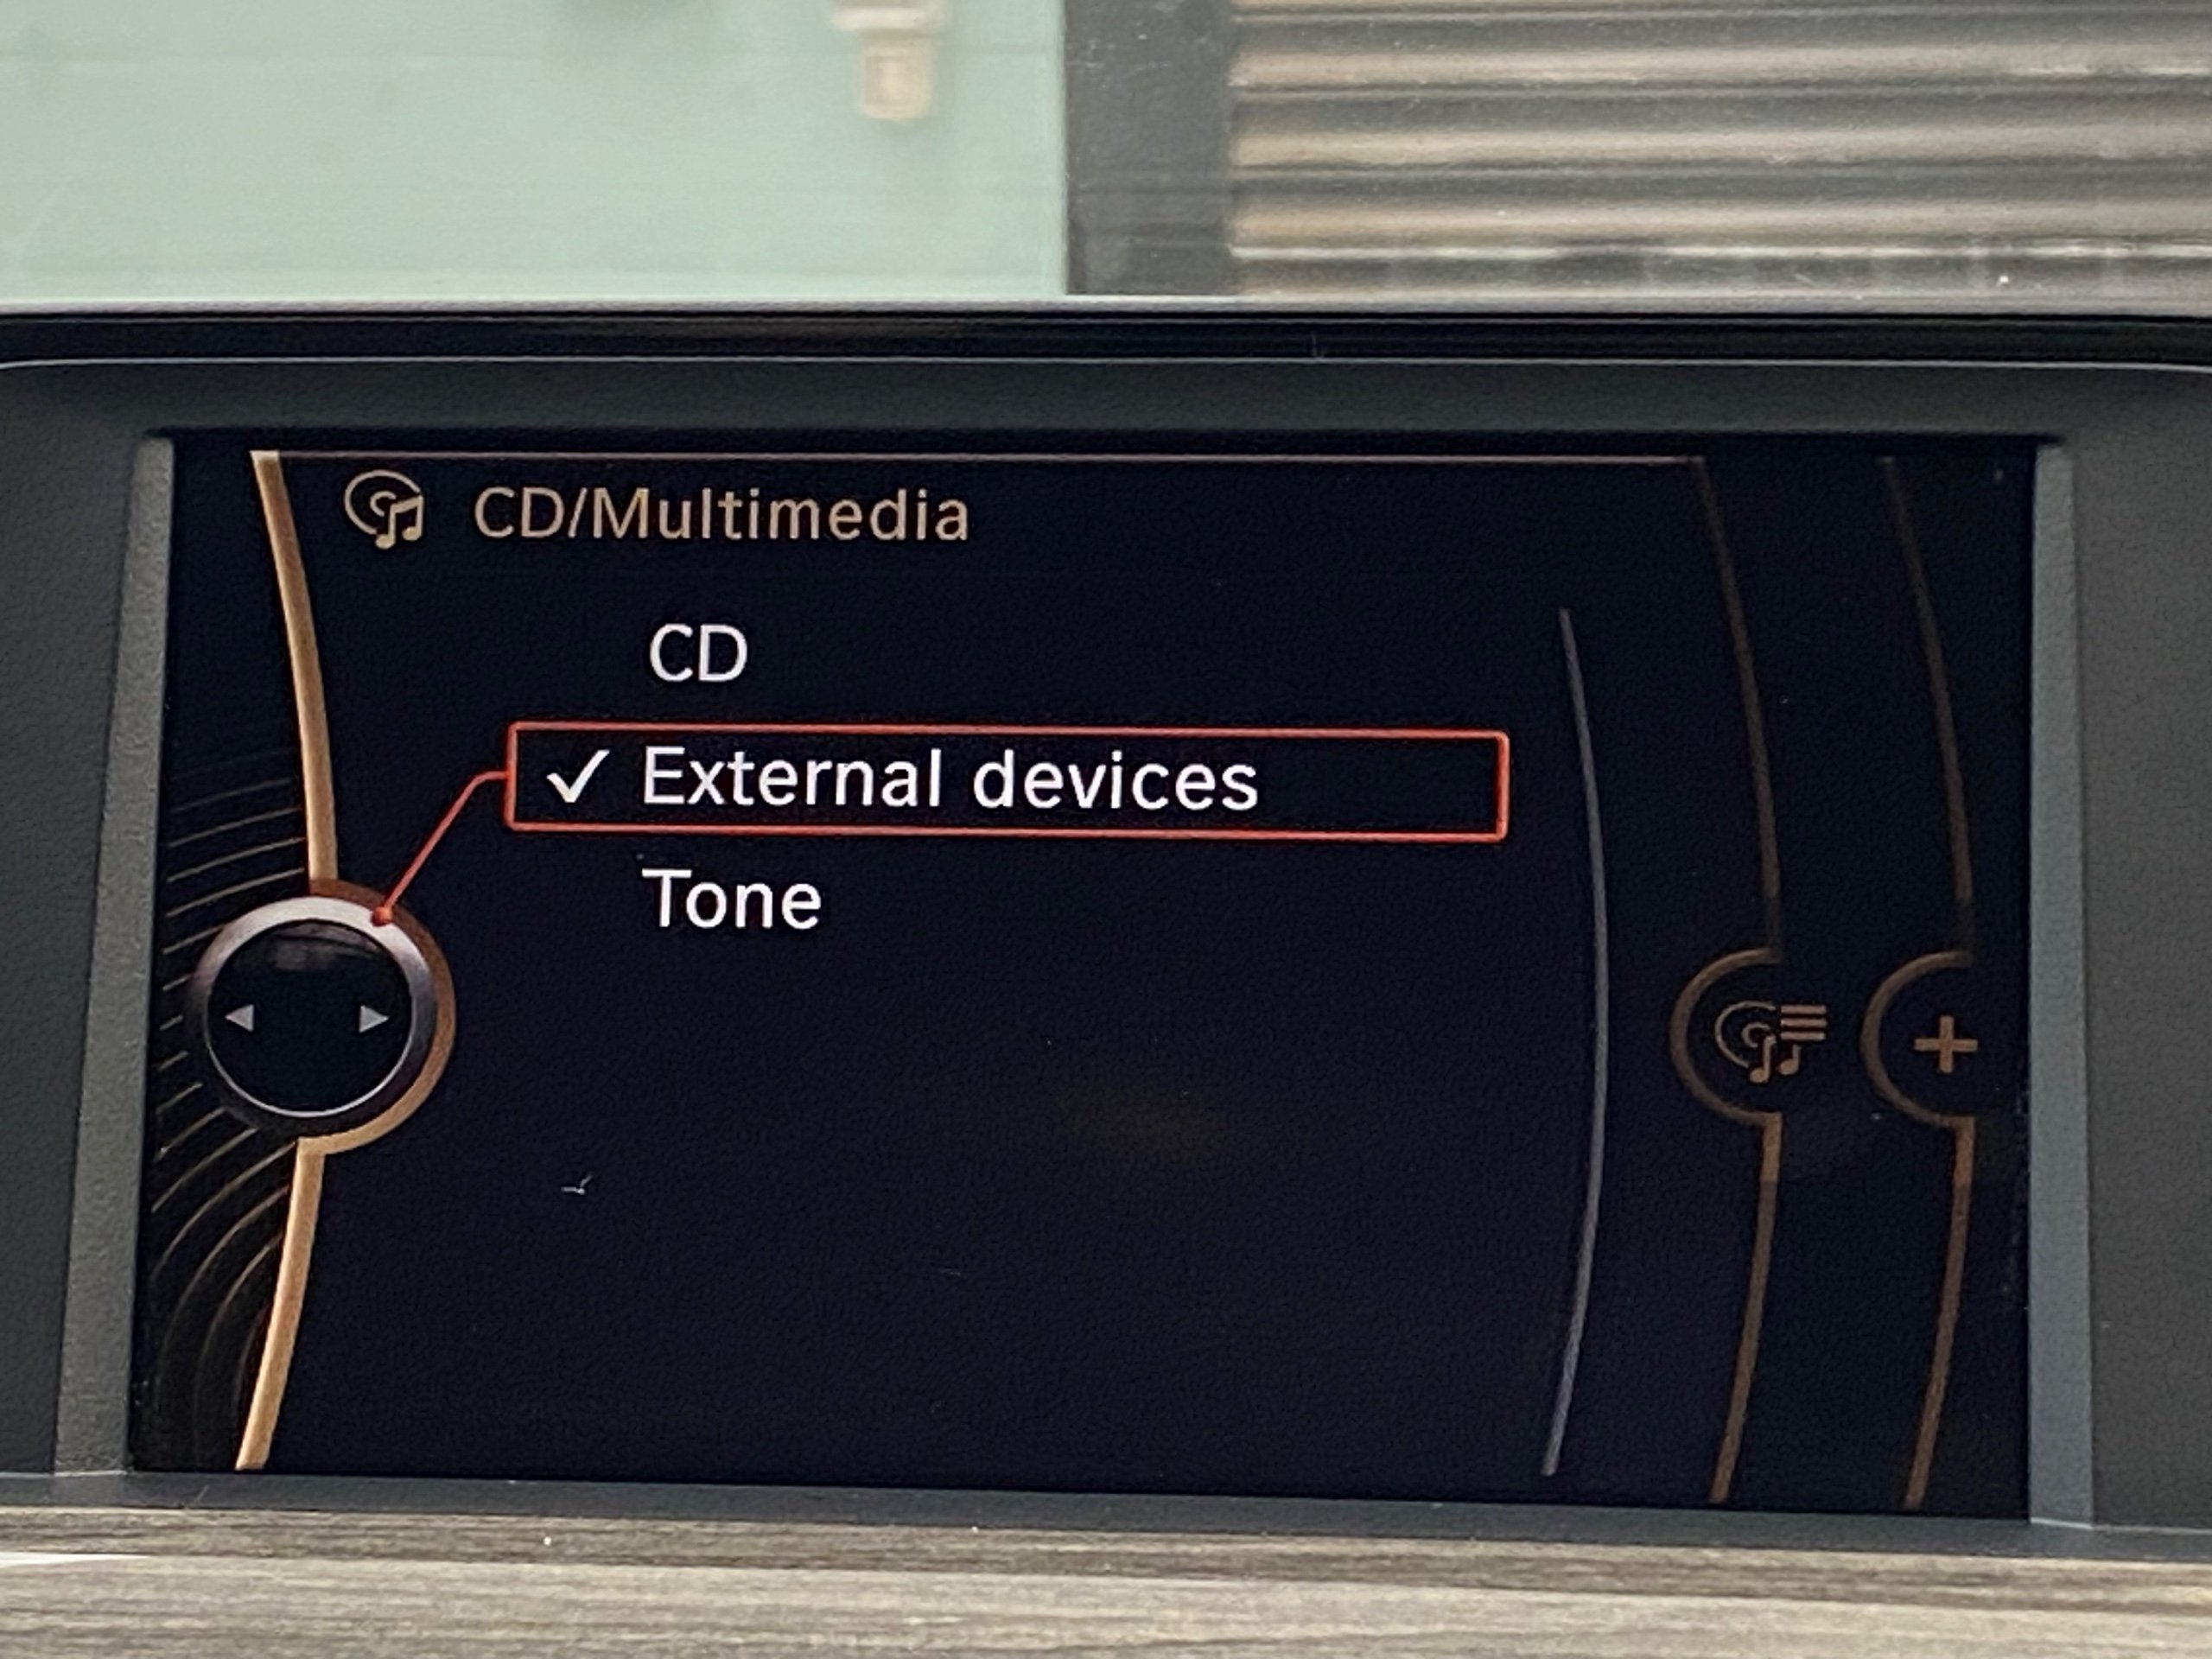 CD/Multimedia
CD
✓ External devices
Tone